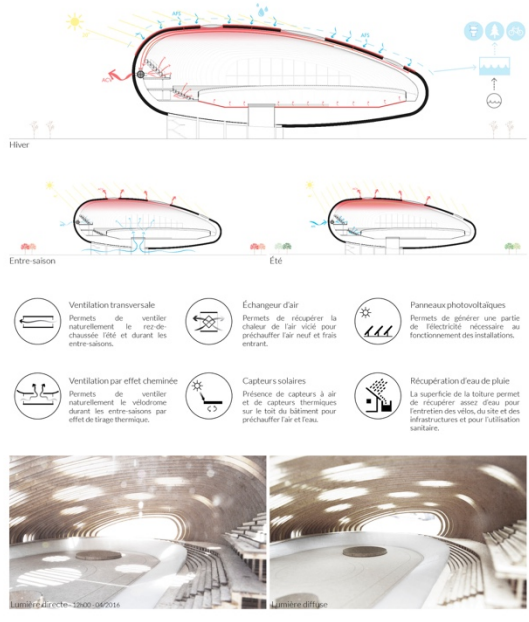 AFS
AFS
Hiver
Entre-saison
Été
Ventilation transversale
Permets de ventiler
naturellement le rez-de-
chaussée l'été et durant les
entre-saisons.
Échangeur d'air
Permets de récupérer la
chaleur de l'air vicié pour
préchauffer l'air neuf et frais
entrant.
Panneaux photovoltaïques
Permets de générer une partie
de l'électricité nécessaire au
fonctionnement des installations.
Ventilation par effet cheminée
Permets de ventiler
naturellement le vélodrome
durant les entre-saisons par
effet de tirage thermique.
Capteurs solaires
Présence de capteurs à air
et de capteurs thermiques
sur le toit du bâtiment pour
préchauffer l'air et l'eau.
Récupération d'eau de pluie
La superficie de la toiture permet
de récupérer assez d'eau pour
l'entretien des vélos, du site et des
infrastructures et pour l'utilisation
sanitaire.
Lumière directe - 12h00 - 04/2016
Lumière diffuse